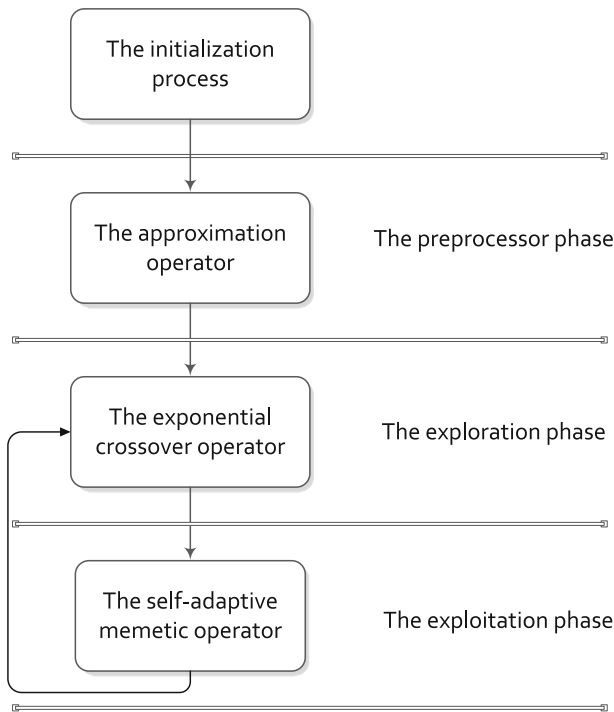 The initialization
process
The approximation
operator
The preprocessor phase
The exponential
crossover operator
The exploration phase
The self-adaptive
memetic operator
The exploitation phase